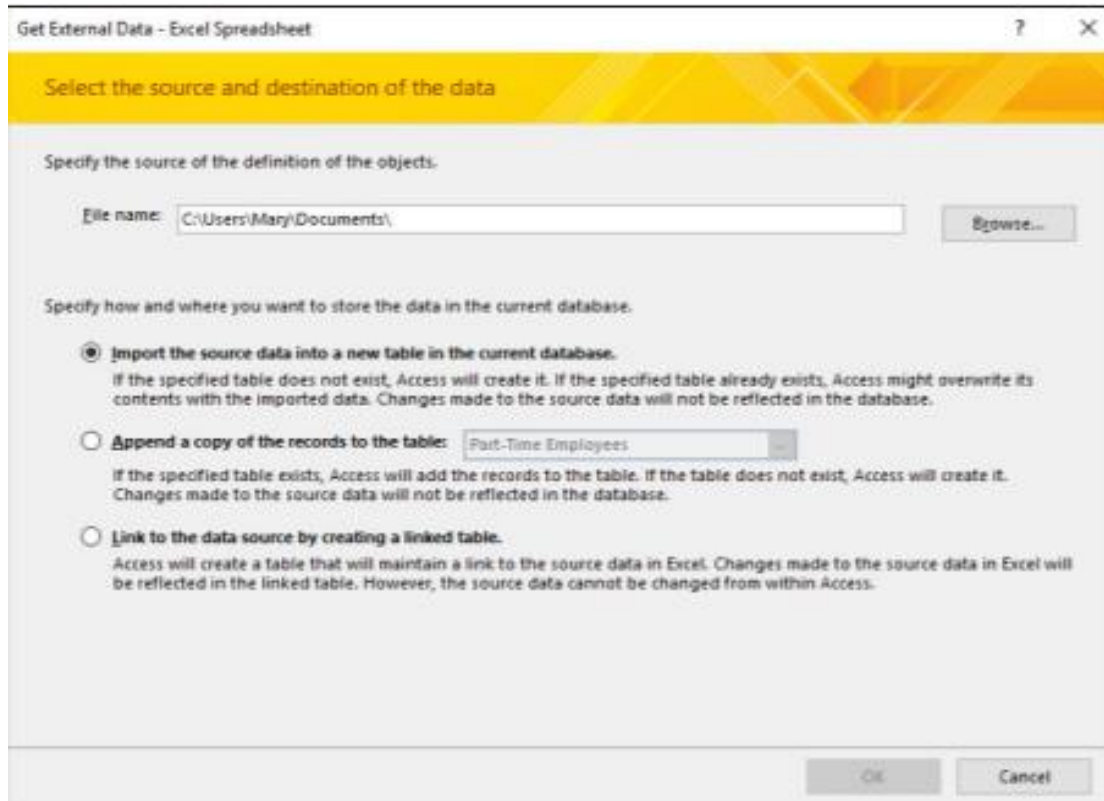 Get External Data - Excel Spreadsheet ? ×
Select the source and destination of the data
Specify the source of the definition of the objects.
File name: C:\Users\Mary\Documents\ Browse...
Specify how and where you want to store the data in the current database.
Import the source data into a new table in the current database.
If the specified table does not exist, Access will create it. If the specified table already exists, Access might overwrite its
contents with the imported data. Changes made to the source data will not be reflected in the database.
Append a copy of the records to the table: Part-Time Employees
If the specified table exists, Access will add the records to the table. If the table does not exist, Access will create it.
Changes made to the source data will not be reflected in the database.
Link to the data source by creating a linked table.
Access will create a table that will maintain a link to the source data in Excel. Changes made to the source data in Excel will
be reflected in the linked table. However, the source data cannot be changed from within Access.
OK Cancel